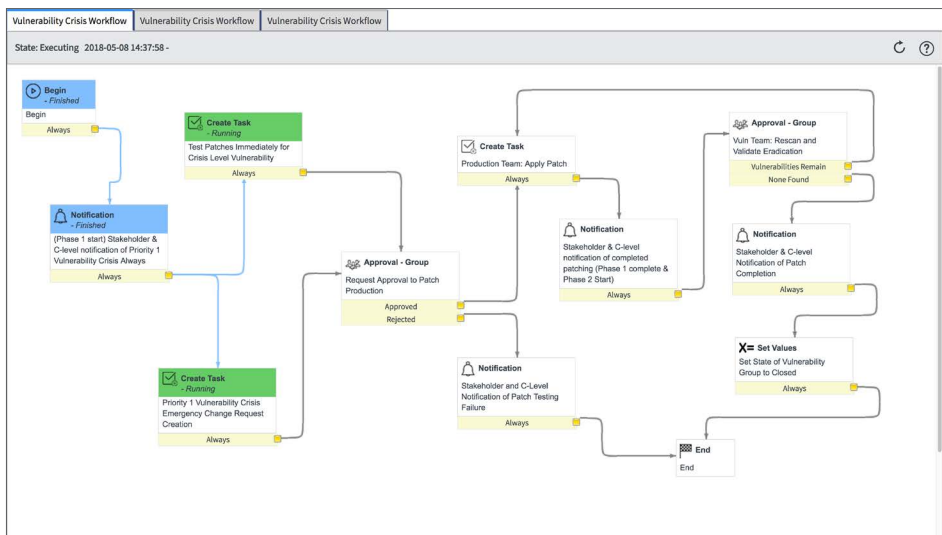 Vulnerability Crisis Workflow
Vulnerability Crisis Workflow
Vulnerability Crisis Workflow
State: Executing 2018-05-08 14:37:58 -
Begin
- Finished
Begin
Always
Create Task
- Running
Test Patches Immediately for
Crisis Level Vulnerability
Always
Notification
- Finished
(Phase 1 start) Stakeholder &
C-level notification of Priority 1
Vulnerability Crisis Always
Always
Create Task
- Running
Priority 1 Vulnerability Crisis
Emergency Change Request
Creation
Always
Approval - Group
Request Approval to Patch
Production
Approved
Rejected
Create Task
Production Team: Apply Patch
Always
Notification
Stakeholder and C-Level
Notification of Patch Testing
Failure
Always
Notification
Stakeholder & C-level
notification of completed
patching (Phase 1 complete &
Phase 2 Start)
Always
Approval - Group
Vuln Team: Rescan and
Validate Eradication
Vulnerabilities Remain
None Found
Notification
Stakeholder & C-level
Notification of Patch
Completion
Always
X= Set Values
Set State of Vulnerability
Group to Closed
Always
End
End